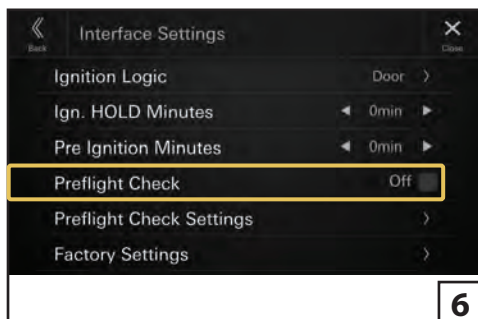 Back Interface Settings Close
Ignition Logic Door
Ign. HOLD Minutes 0min
Pre Ignition Minutes 0min
Preflight Check Off
Preflight Check Settings
Factory Settings
6